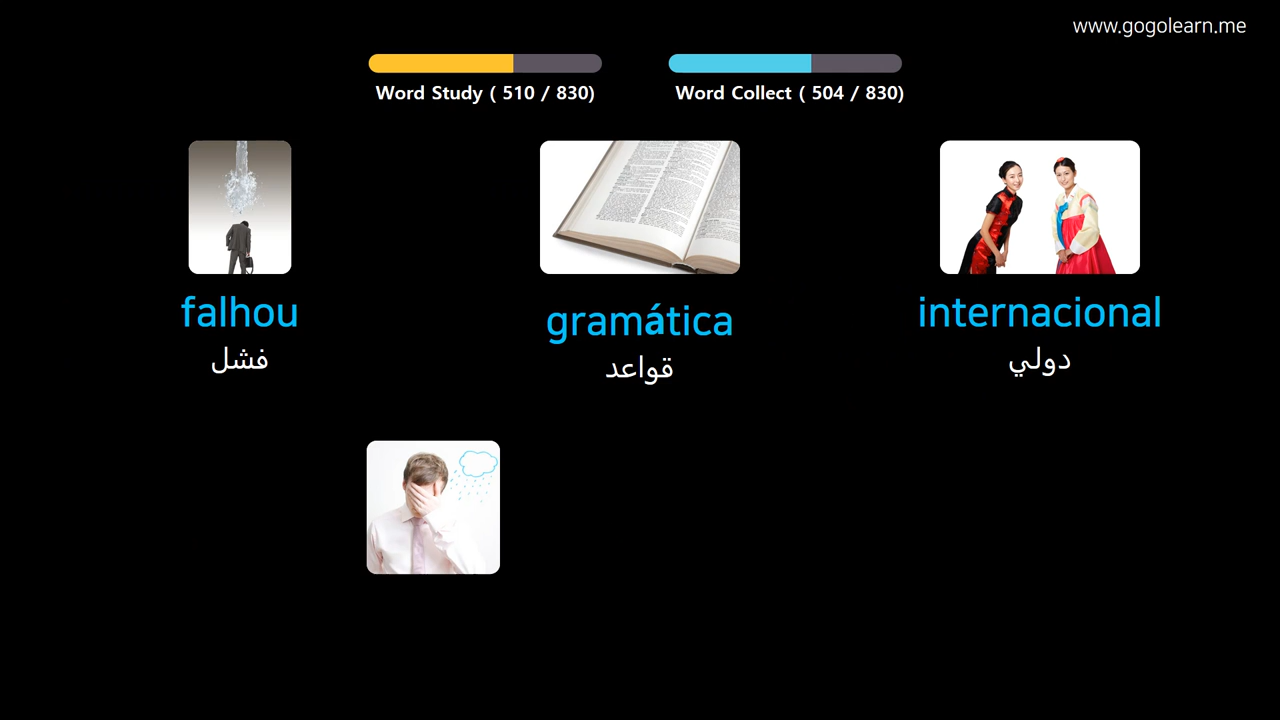 www.gogolearn.me
Word Study ( 510 / 830)
Word Collect ( 504 / 830)
falhou
فشل
gramática
قواعد
internacional
دولي